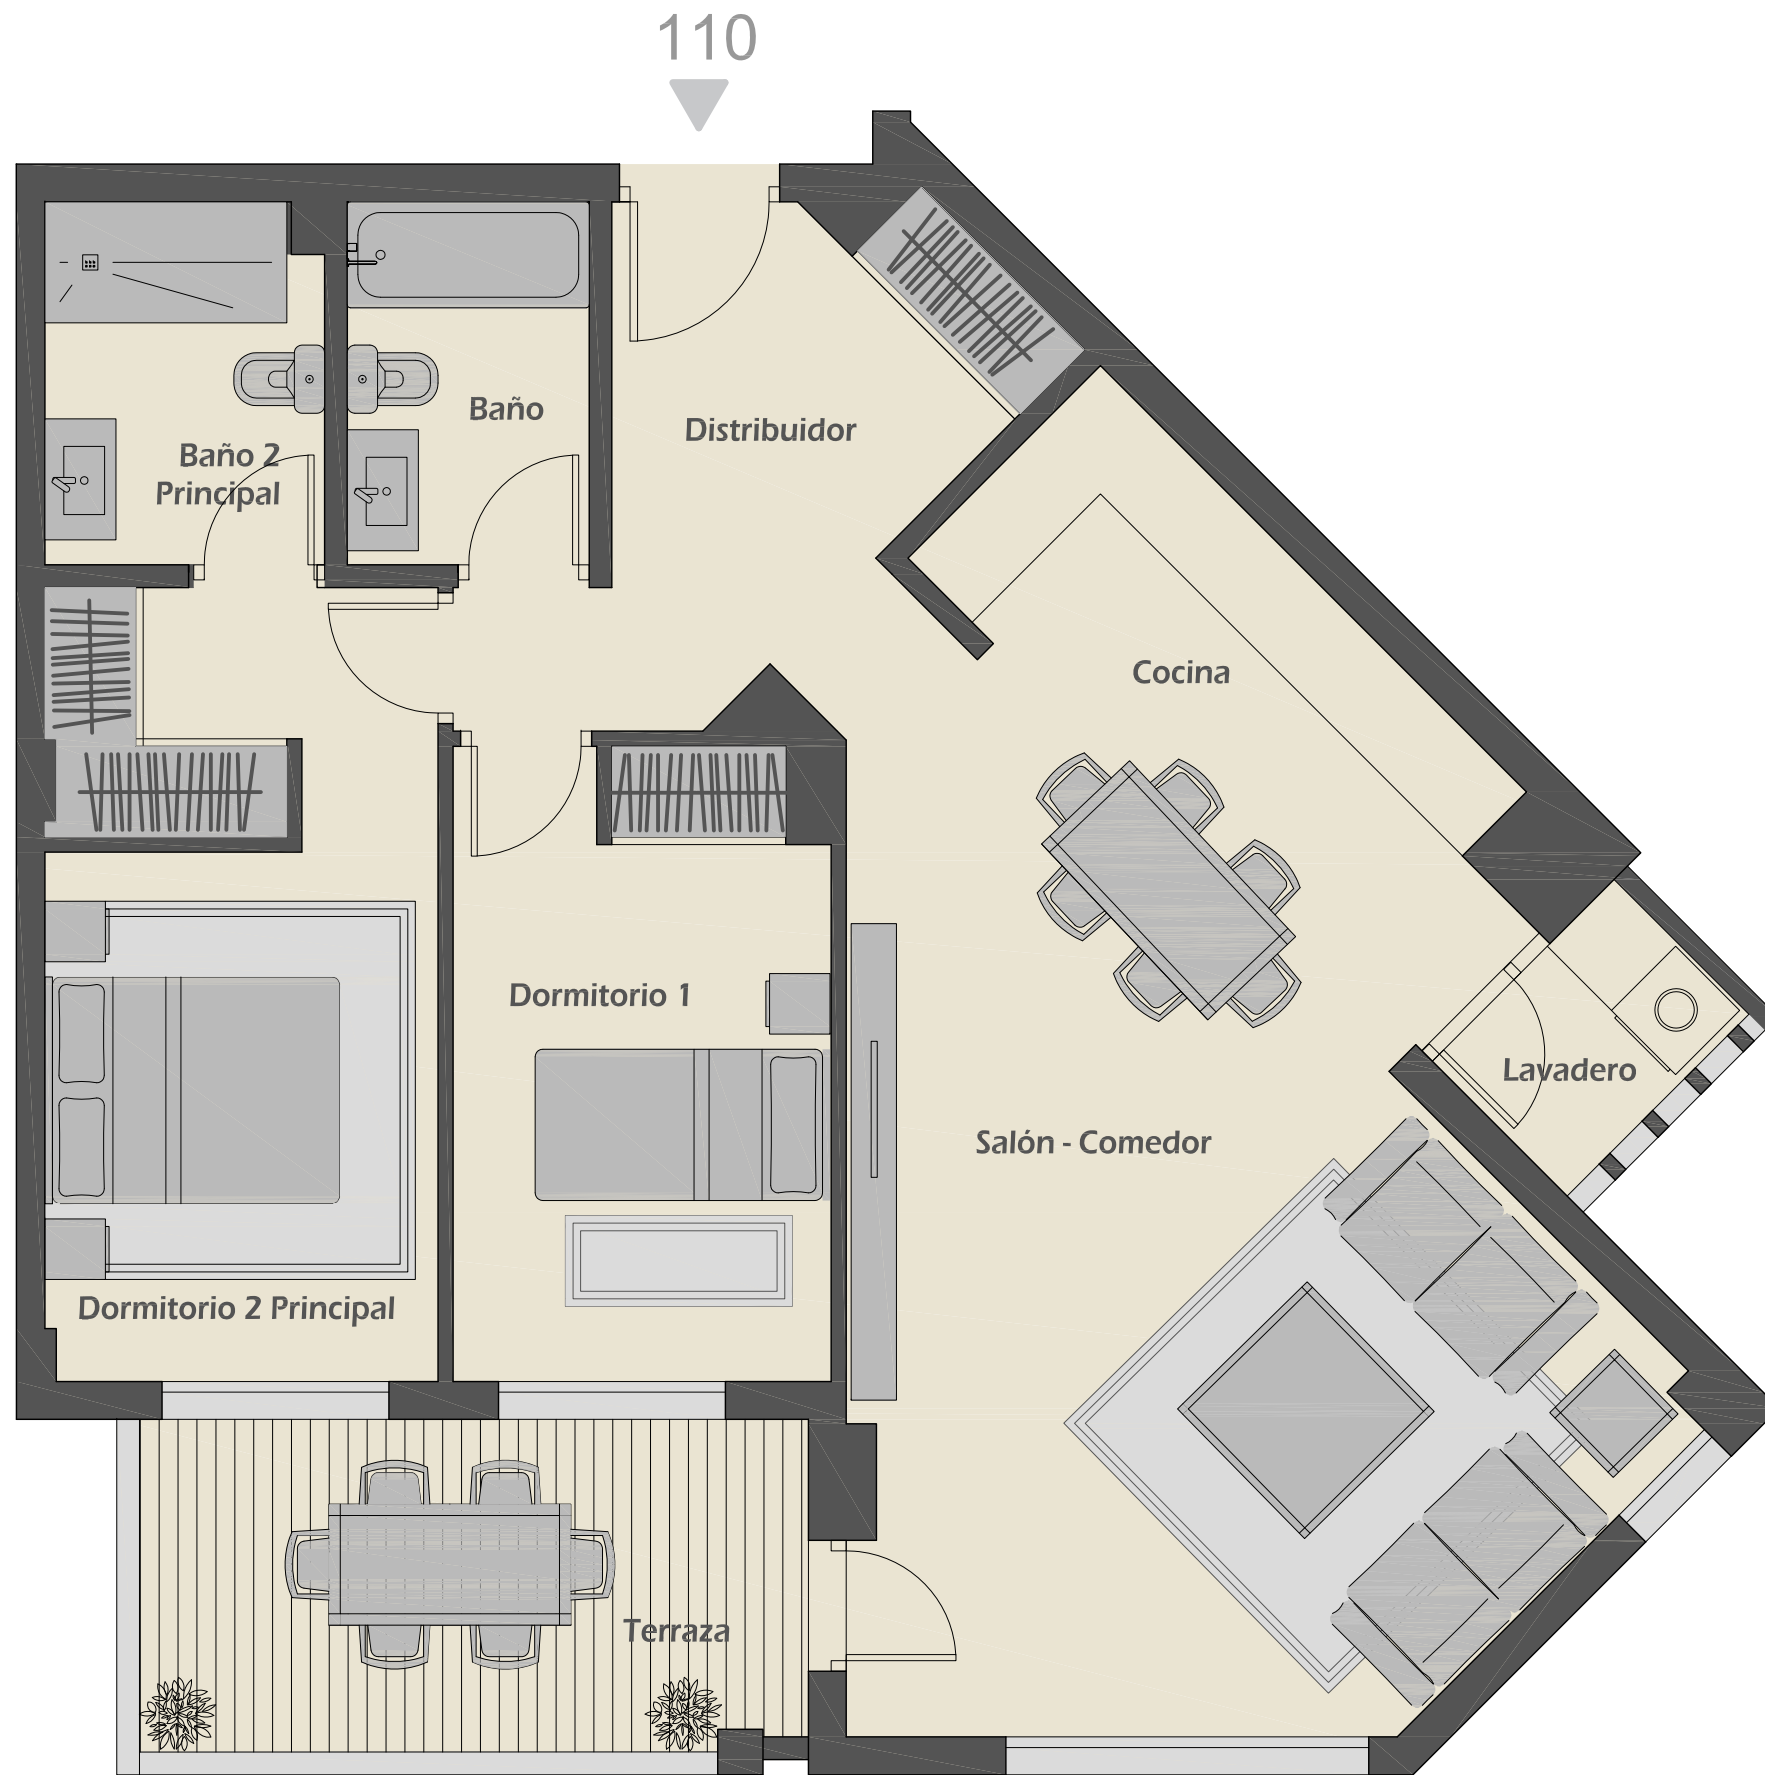 110
Baño
Distribuidor
Baño 2
Principal
Cocina
Dormitorio 1
Lavadero
Salón - Comedor
Dormitorio 2 Principal
Terraza